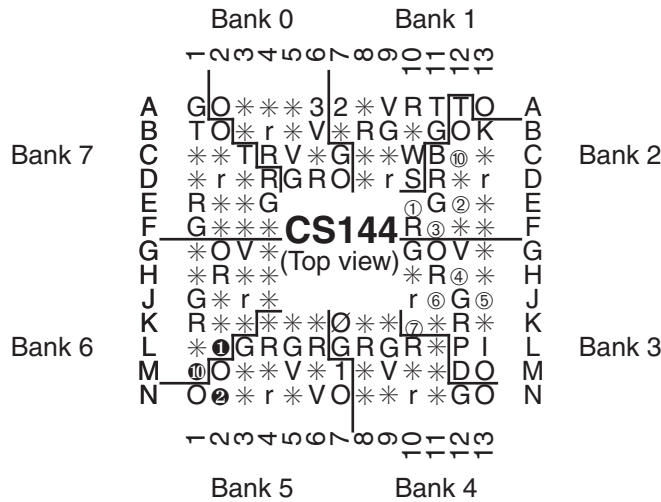 Bank 0 Bank 1
1 2 3 4 5 6 7 8 9 10 11 12 13
A G O ✳ ✳ ✳ 3 2 ✳ V R T T O A
B T O ✳ r ✳ V ✳ R G ✳ G O K B
Bank 7 C ✳ ✳ T R V ✳ G ✳ ✳ W B ⑩ ✳ C Bank 2
D ✳ r ✳ R G R O ✳ r S R ✳ r D
E R ✳ ✳ G ① G ② ✳ E
F G ✳ ✳ ✳ CS144 R ③ ✳ ✳ F
G ✳ O V ✳ (Top view) G O V ✳ G
H ✳ R ✳ ✳ ✳ R ④ ✳ H
J G ✳ r ✳ r ⑥ G ⑤ J
K R ✳ ✳ ✳ ✳ ✳ Ø ✳ ✳ ⑦ ✳ R ✳ K
Bank 6 L ✳ ❶ G R G R G R G R ✳ P I L Bank 3
M ❿ O ✳ ✳ V ✳ 1 ✳ V ✳ ✳ D O M
N O ❷ ✳ r ✳ V O ✳ ✳ r ✳ G O N
1 2 3 4 5 6 7 8 9 10 11 12 13
Bank 5 Bank 4